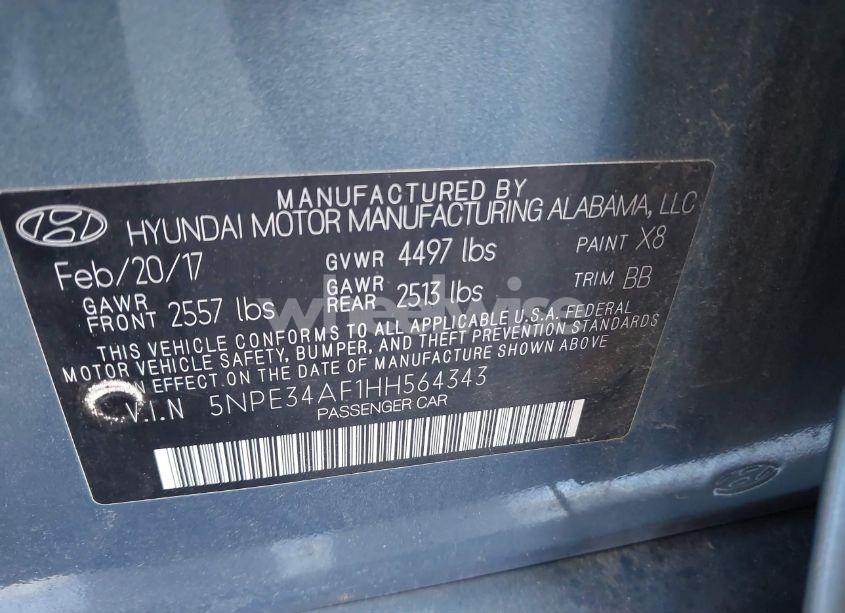 MANUFACTURED BY
HYUNDAI MOTOR MANUFACTURING ALABAMA, LLC
Feb/20/17 GVWR 4497 lbs PAINT X8
GAWR FRONT 2557 lbs GAWR REAR 2513 lbs TRIM BB
THIS VEHICLE CONFORMS TO ALL APPLICABLE U.S.A. FEDERAL
MOTOR VEHICLE SAFETY, BUMPER, AND THEFT PREVENTION STANDARDS
IN EFFECT ON THE DATE OF MANUFACTURE SHOWN ABOVE
V.I.N 5NPE34AF1HH564343
PASSENGER CAR
wheelwise